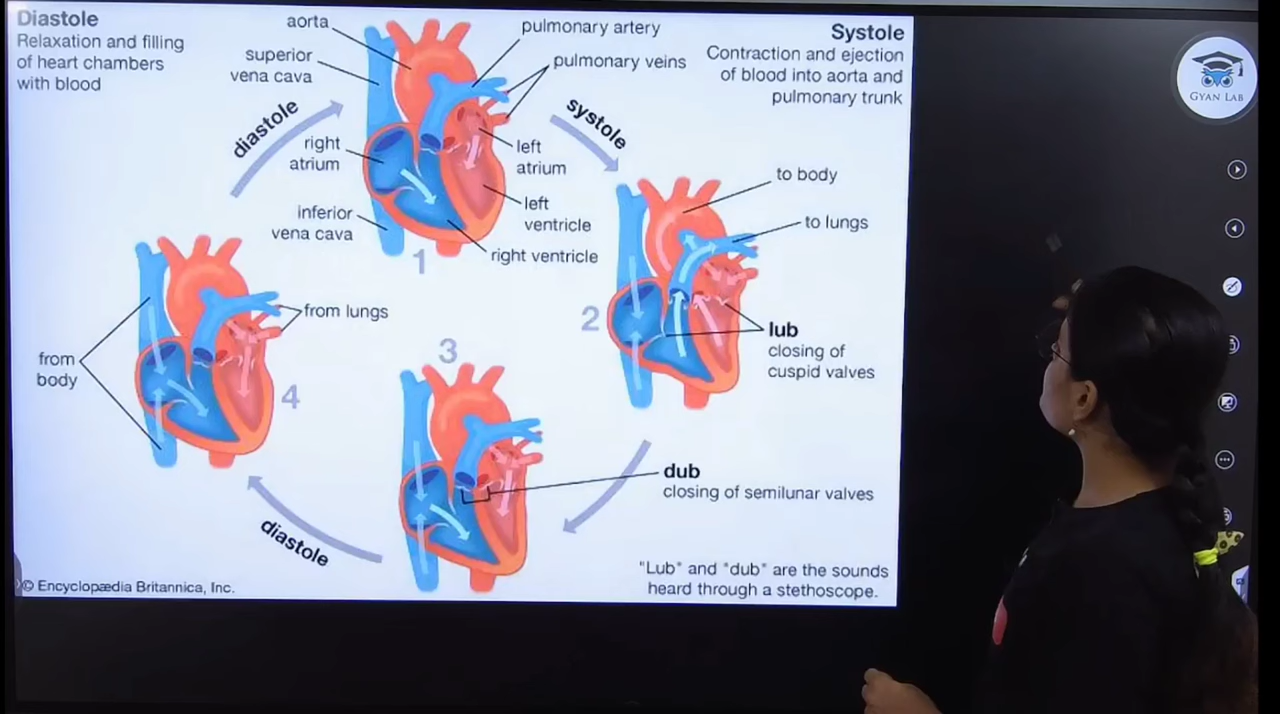 Diastole
Relaxation and filling
of heart chambers
with blood
aorta
superior
vena cava
pulmonary artery
pulmonary veins
Systole
Contraction and ejection
of blood into aorta and
pulmonary trunk
GYAN LAB
diastole
systole
right
atrium
left
atrium
inferior
vena cava
left
ventricle
right ventricle
1
to body
to lungs
2
lub
closing of
cuspid valves
from lungs
from
body
4
3
dub
closing of semilunar valves
diastole
"Lub" and "dub" are the sounds
heard through a stethoscope.
© Encyclopædia Britannica, Inc.